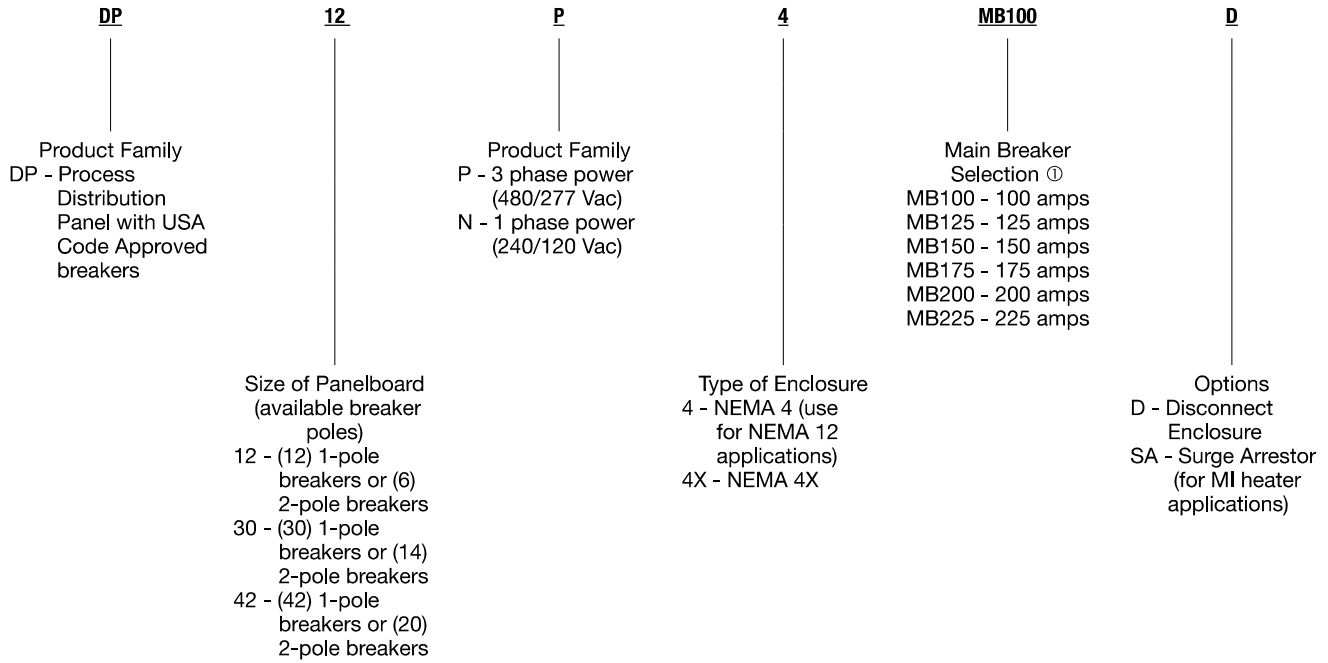 DP 12 P 4 MB100 D
Product Family
DP - Process
Distribution
Panel with USA
Code Approved
breakers
Size of Panelboard
(available breaker
poles)
12 - (12) 1-pole
breakers or (6)
2-pole breakers
30 - (30) 1-pole
breakers or (14)
2-pole breakers
42 - (42) 1-pole
breakers or (20)
2-pole breakers
Product Family
P - 3 phase power
(480/277 Vac)
N - 1 phase power
(240/120 Vac)
Type of Enclosure
4 - NEMA 4 (use
for NEMA 12
applications)
4X - NEMA 4X
Main Breaker
Selection ①
MB100 - 100 amps
MB125 - 125 amps
MB150 - 150 amps
MB175 - 175 amps
MB200 - 200 amps
MB225 - 225 amps
Options
D - Disconnect
Enclosure
SA - Surge Arrestor
(for MI heater
applications)